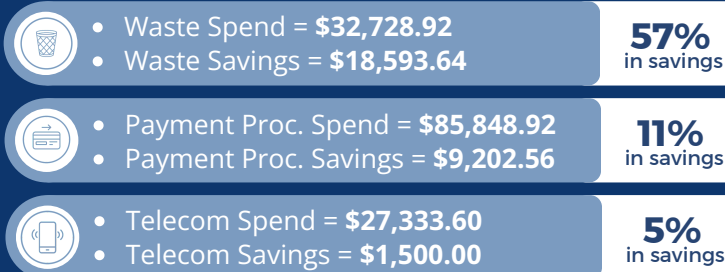 Waste Spend = $32,728.92
Waste Savings = $18,593.64
57%
in savings
Payment Proc. Spend = $85,848.92
Payment Proc. Savings = $9,202.56
11%
in savings
Telecom Spend = $27,333.60
Telecom Savings = $1,500.00
5%
in savings